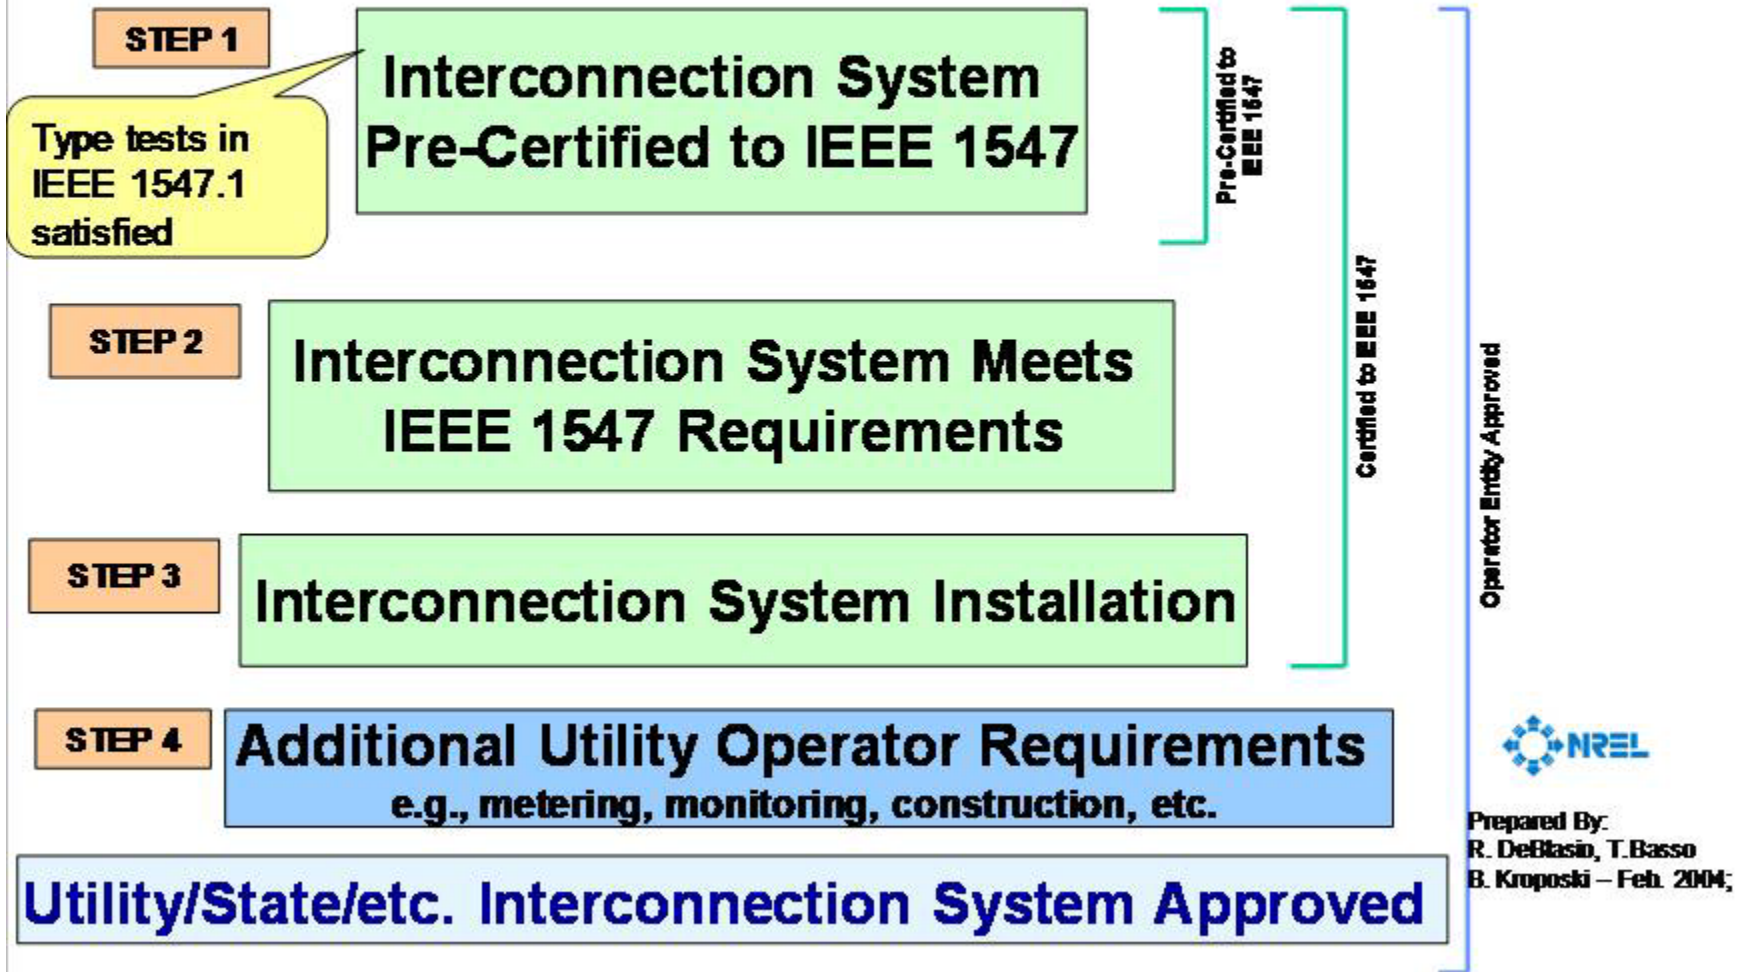 STEP 1
Interconnection System
Pre-Certified to IEEE 1547
Type tests in
IEEE 1547.1
satisfied
Pre-Certified to
IEEE 1547
STEP 2
Interconnection System Meets
IEEE 1547 Requirements
Certified to IEEE 1547
STEP 3
Interconnection System Installation
Operator Entity Approved
STEP 4
Additional Utility Operator Requirements
e.g., metering, monitoring, construction, etc.
NREL
Prepared By:
R. DeBlasio, T.Basso
B. Kroposki – Feb. 2004;
Utility/State/etc. Interconnection System Approved